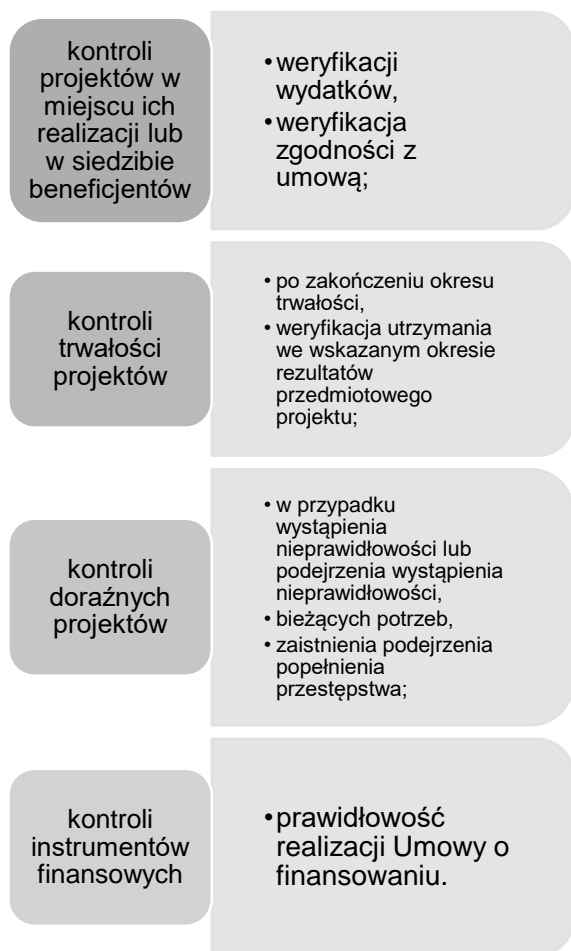 kontroli
projektów w
miejscu ich
realizacji lub
w siedzibie
beneficjentów
•weryfikacji
wydatków,
•weryfikacja
zgodności z
umową;
kontroli
trwałości
projektów
• po zakończeniu okresu
trwałości,
• weryfikacja utrzymania
we wskazanym okresie
rezultatów
przedmiotowego
projektu;
kontroli
doraźnych
projektów
• w przypadku
wystąpienia
nieprawidłowości lub
podejrzenia wystąpienia
nieprawidłowości,
• bieżących potrzeb,
• zaistnienia podejrzenia
popełnienia
przestępstwa;
kontroli
instrumentów
finansowych
•prawidłowość
realizacji Umowy o
finansowaniu.